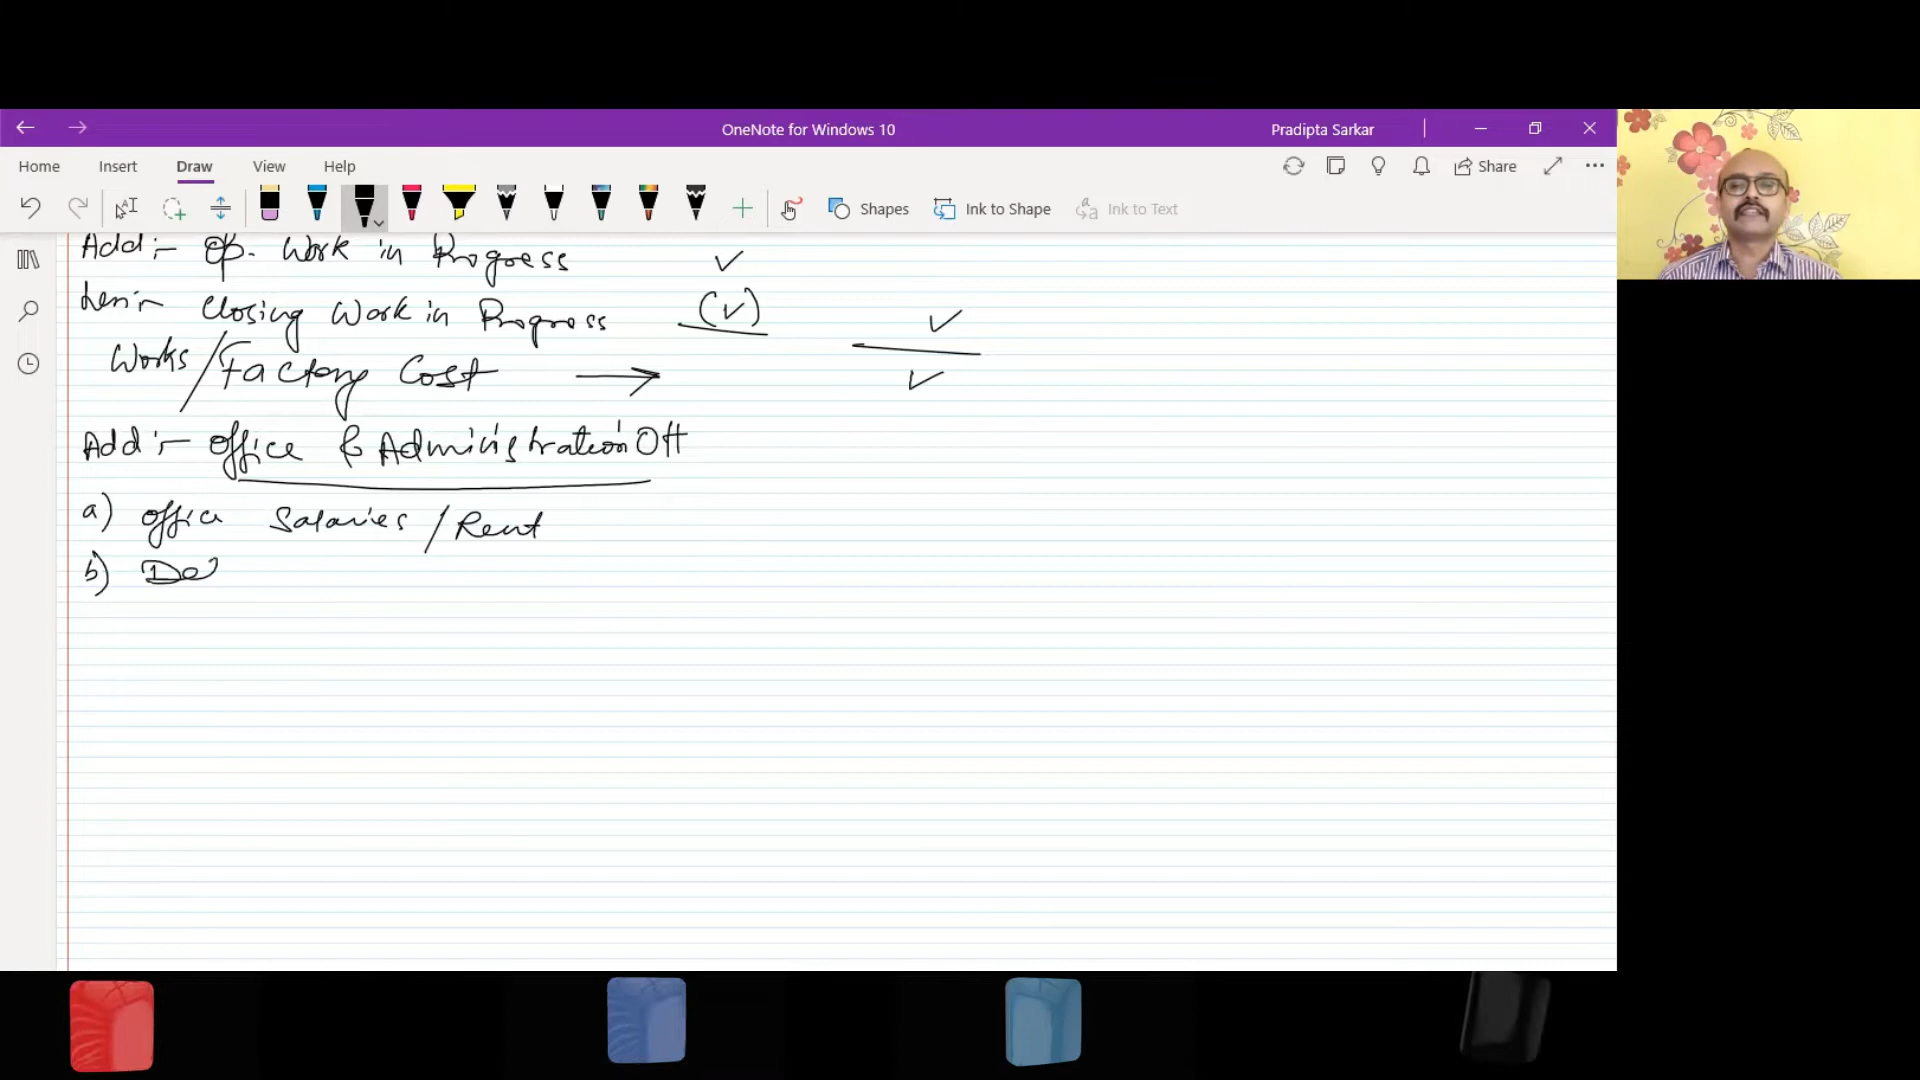 OneNote for Windows 10
Pradipta Sarkar
Home Insert Draw View Help
Share
Shapes Ink to Shape Ink to Text
Add :- Op. Work in Progress ✓
Less :- Closing Work in Progress (✓) ✓
Works / Factory Cost → ✓
Add :- Office & Administration OH
a) Office Salaries / Rent
b) De